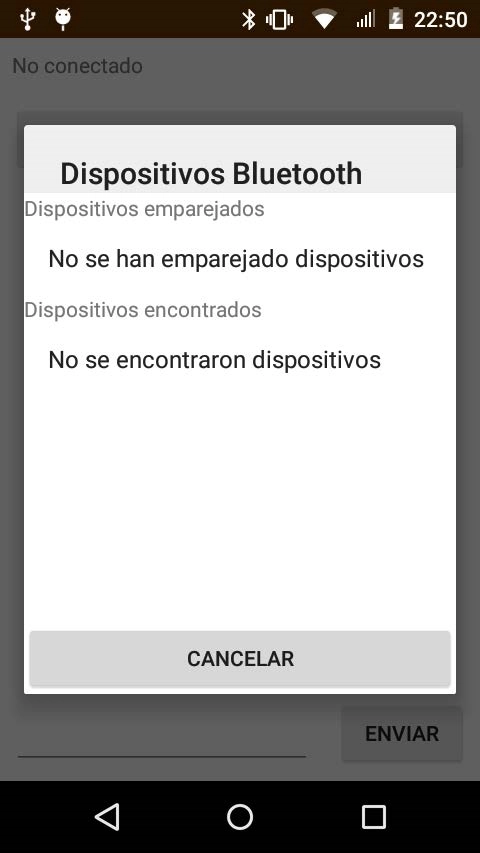 22:50
No conectado
Dispositivos Bluetooth
Dispositivos emparejados
No se han emparejado dispositivos
Dispositivos encontrados
No se encontraron dispositivos
CANCELAR
ENVIAR